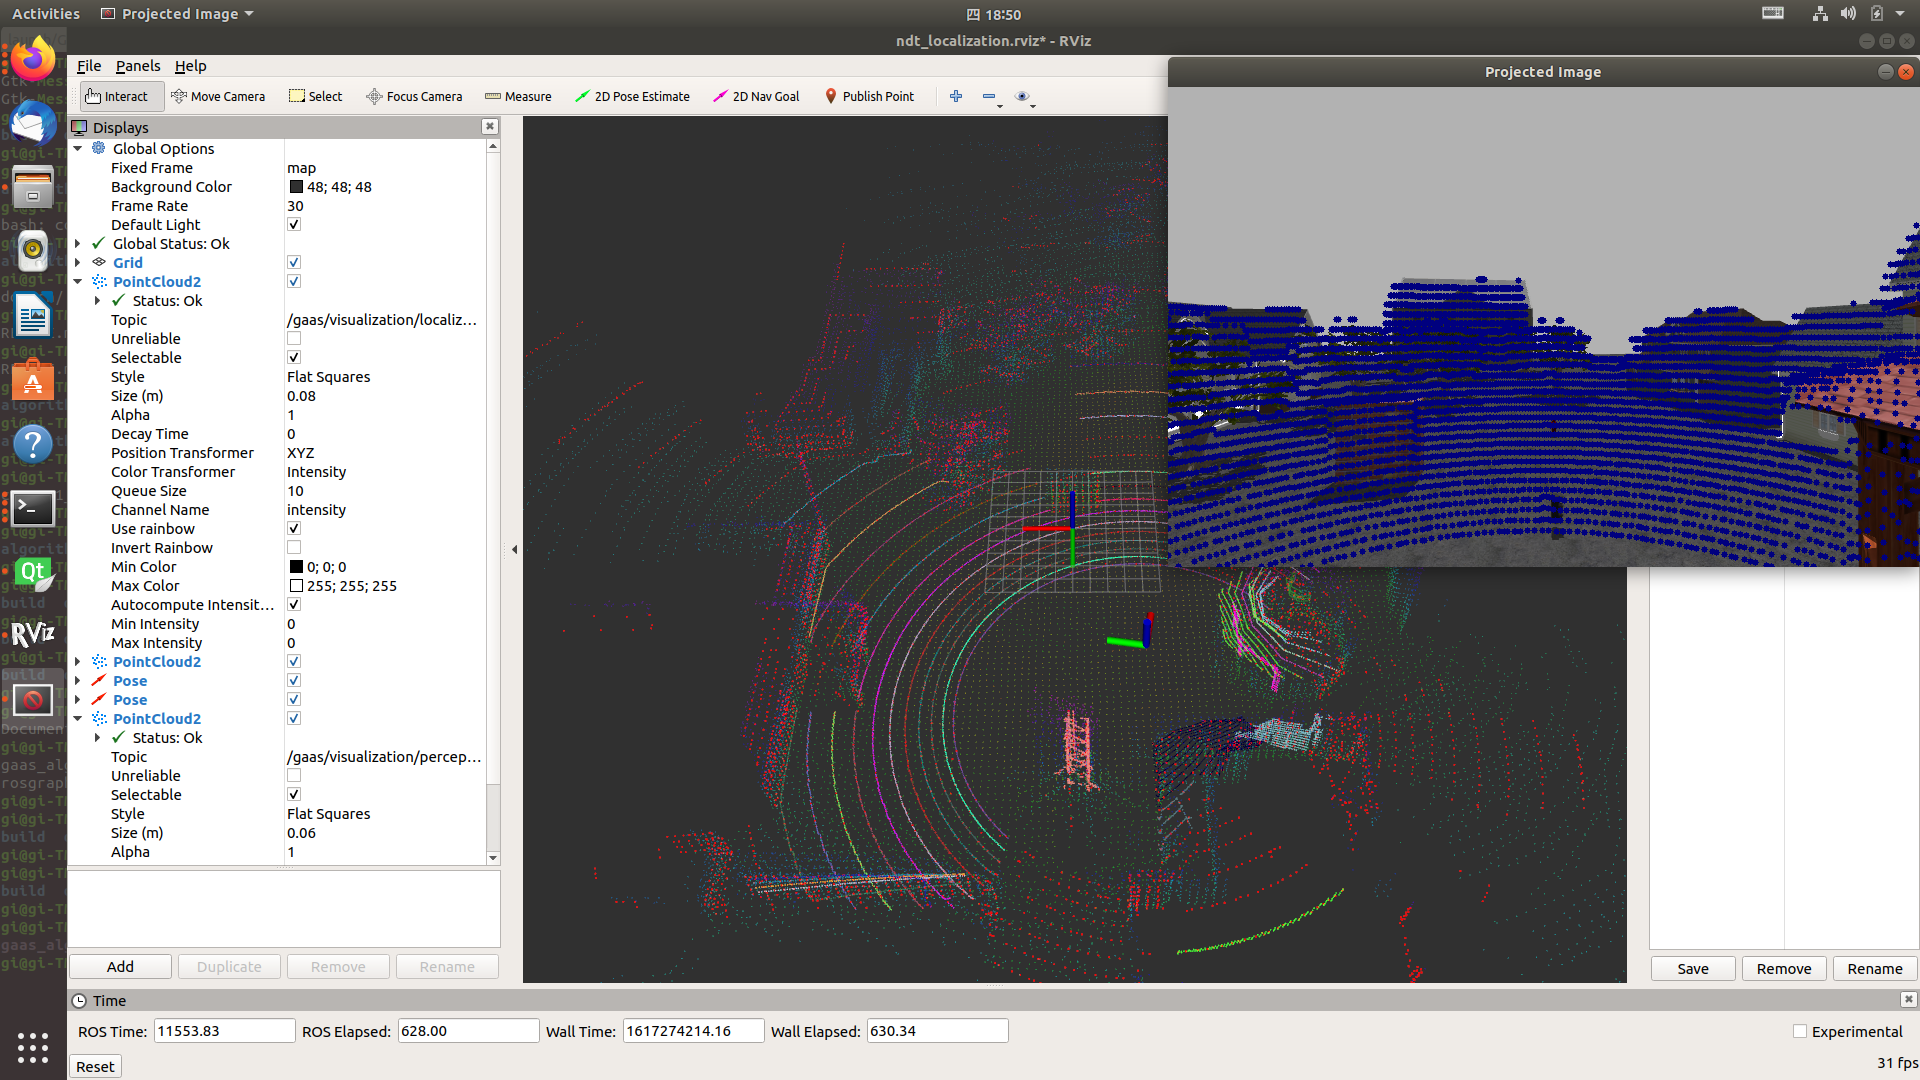 Activities
Projected Image
四 18:50
ndt_localization.rviz* - RViz
File Panels Help
Projected Image
Interact Move Camera Select Focus Camera Measure 2D Pose Estimate 2D Nav Goal Publish Point
Displays
Global Options
Fixed Frame map
Background Color 48; 48; 48
Frame Rate 30
Default Light
Global Status: Ok
Grid
PointCloud2
Status: Ok
Topic /gaas/visualization/localiz…
Unreliable
Selectable
Style Flat Squares
Size (m) 0.08
Alpha 1
Decay Time 0
Position Transformer XYZ
Color Transformer Intensity
Queue Size 10
Channel Name intensity
Use rainbow
Invert Rainbow
Min Color 0; 0; 0
Max Color 255; 255; 255
Autocompute Intensit…
Min Intensity 0
Max Intensity 0
PointCloud2
Pose
Pose
PointCloud2
Status: Ok
Topic /gaas/visualization/percep…
Unreliable
Selectable
Style Flat Squares
Size (m) 0.06
Alpha 1
Add Duplicate Remove Rename
Save Remove Rename
Time
ROS Time: 11553.83 ROS Elapsed: 628.00 Wall Time: 1617274214.16 Wall Elapsed: 630.34 Experimental
Reset 31 fps
Qt
RViz